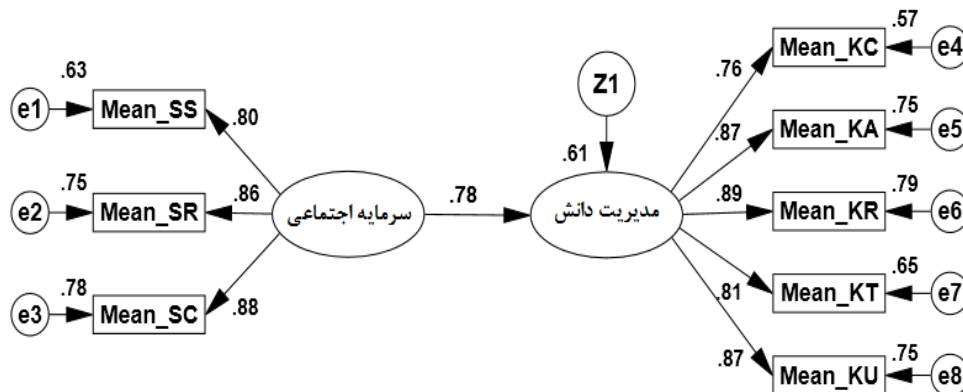 e1
.63
Mean_SS
.80
e2
.75
Mean_SR
.86
e3
.78
Mean_SC
.88
سرمایه اجتماعی
.78
Z1
.61
مدیریت دانش
.76
.57
Mean_KC
e4
.87
.75
Mean_KA
e5
.89
.79
Mean_KR
e6
.81
.65
Mean_KT
e7
.87
.75
Mean_KU
e8